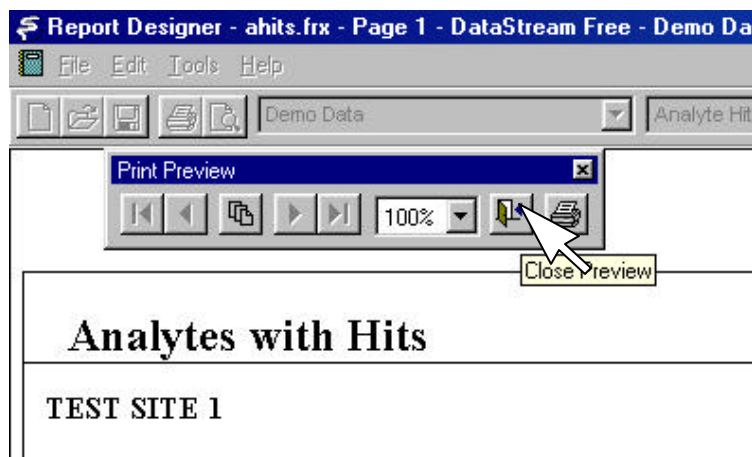 Report Designer - ahits.frx - Page 1 - DataStream Free - Demo Da
File Edit Tools Help
Demo Data Analyte Hit
Print Preview
100%
Close Preview
Analytes with Hits
TEST SITE 1